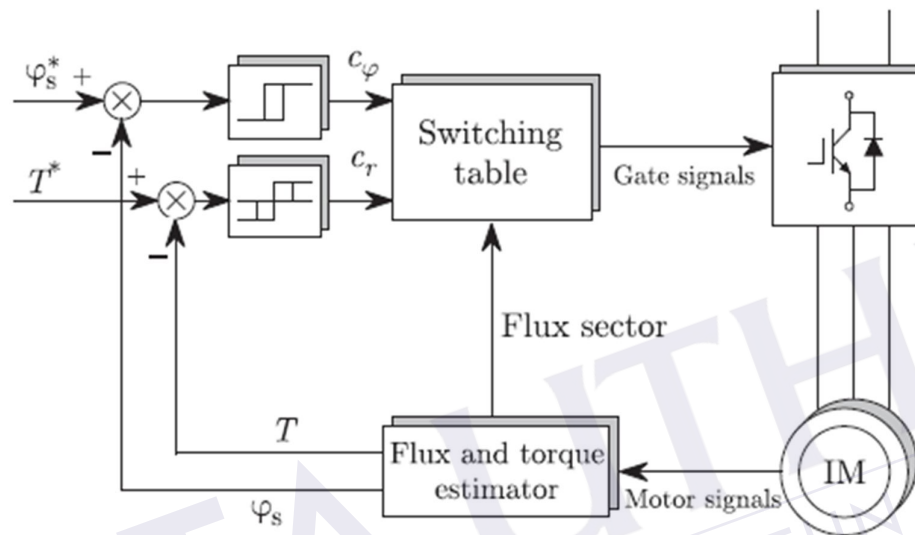 φs* +
cφ
Switching
table
−
T* +
cr
Gate signals
−
Flux sector
T
Flux and torque
estimator
φs
Motor signals
IM